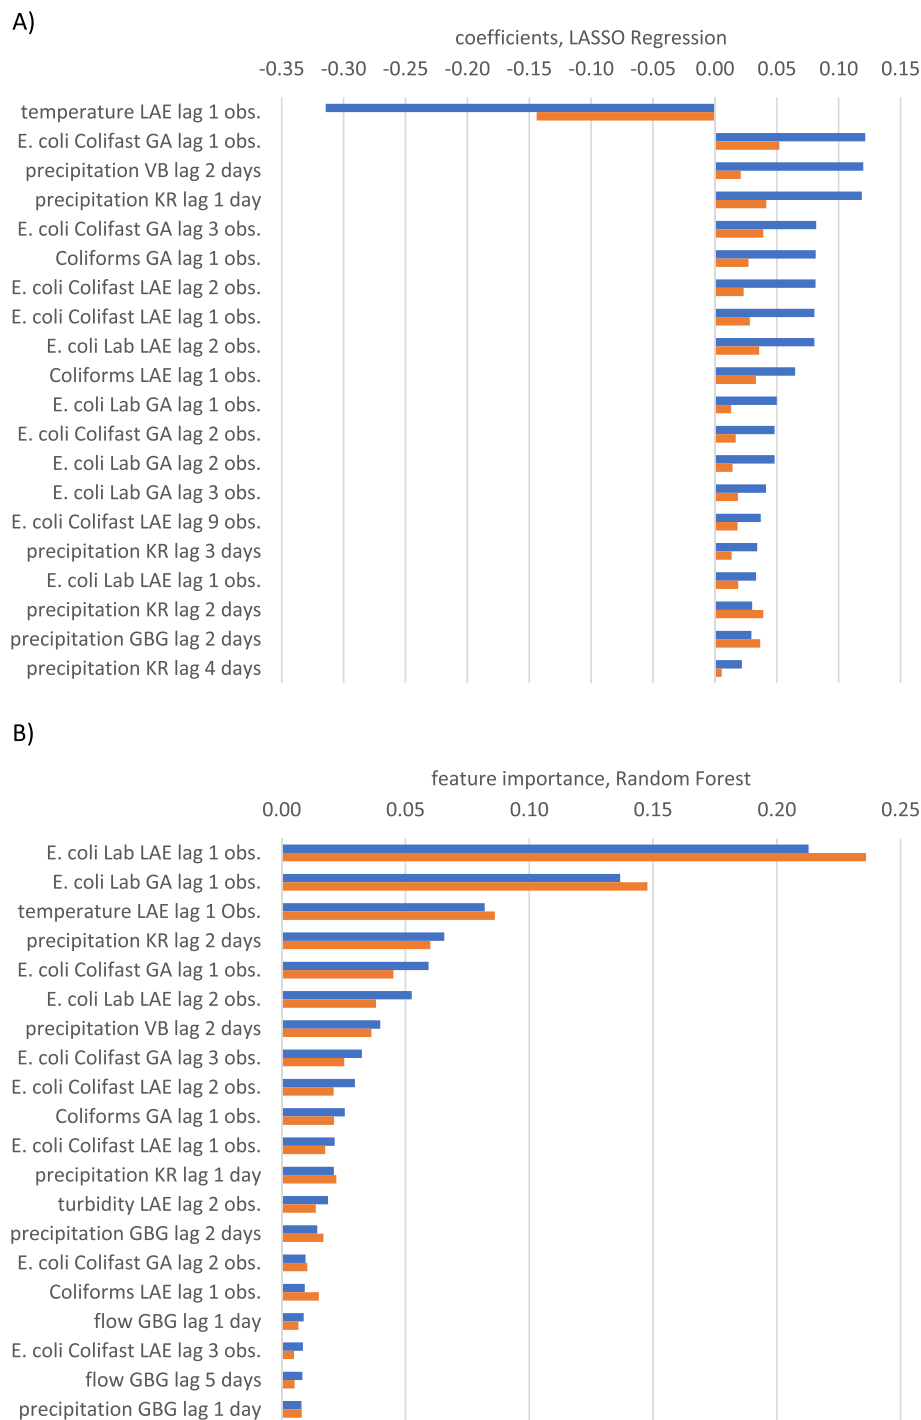 A)
coefficients, LASSO Regression
-0.35 -0.30 -0.25 -0.20 -0.15 -0.10 -0.05 0.00 0.05 0.10 0.15
temperature LAE lag 1 obs.
E. coli Colifast GA lag 1 obs.
precipitation VB lag 2 days
precipitation KR lag 1 day
E. coli Colifast GA lag 3 obs.
Coliforms GA lag 1 obs.
E. coli Colifast LAE lag 2 obs.
E. coli Colifast LAE lag 1 obs.
E. coli Lab LAE lag 2 obs.
Coliforms LAE lag 1 obs.
E. coli Lab GA lag 1 obs.
E. coli Colifast GA lag 2 obs.
E. coli Lab GA lag 2 obs.
E. coli Lab GA lag 3 obs.
E. coli Colifast LAE lag 9 obs.
precipitation KR lag 3 days
E. coli Lab LAE lag 1 obs.
precipitation KR lag 2 days
precipitation GBG lag 2 days
precipitation KR lag 4 days
B)
feature importance, Random Forest
0.00 0.05 0.10 0.15 0.20 0.25
E. coli Lab LAE lag 1 obs.
E. coli Lab GA lag 1 obs.
temperature LAE lag 1 Obs.
precipitation KR lag 2 days
E. coli Colifast GA lag 1 obs.
E. coli Lab LAE lag 2 obs.
precipitation VB lag 2 days
E. coli Colifast GA lag 3 obs.
E. coli Colifast LAE lag 2 obs.
Coliforms GA lag 1 obs.
E. coli Colifast LAE lag 1 obs.
precipitation KR lag 1 day
turbidity LAE lag 2 obs.
precipitation GBG lag 2 days
E. coli Colifast GA lag 2 obs.
Coliforms LAE lag 1 obs.
flow GBG lag 1 day
E. coli Colifast LAE lag 3 obs.
flow GBG lag 5 days
precipitation GBG lag 1 day